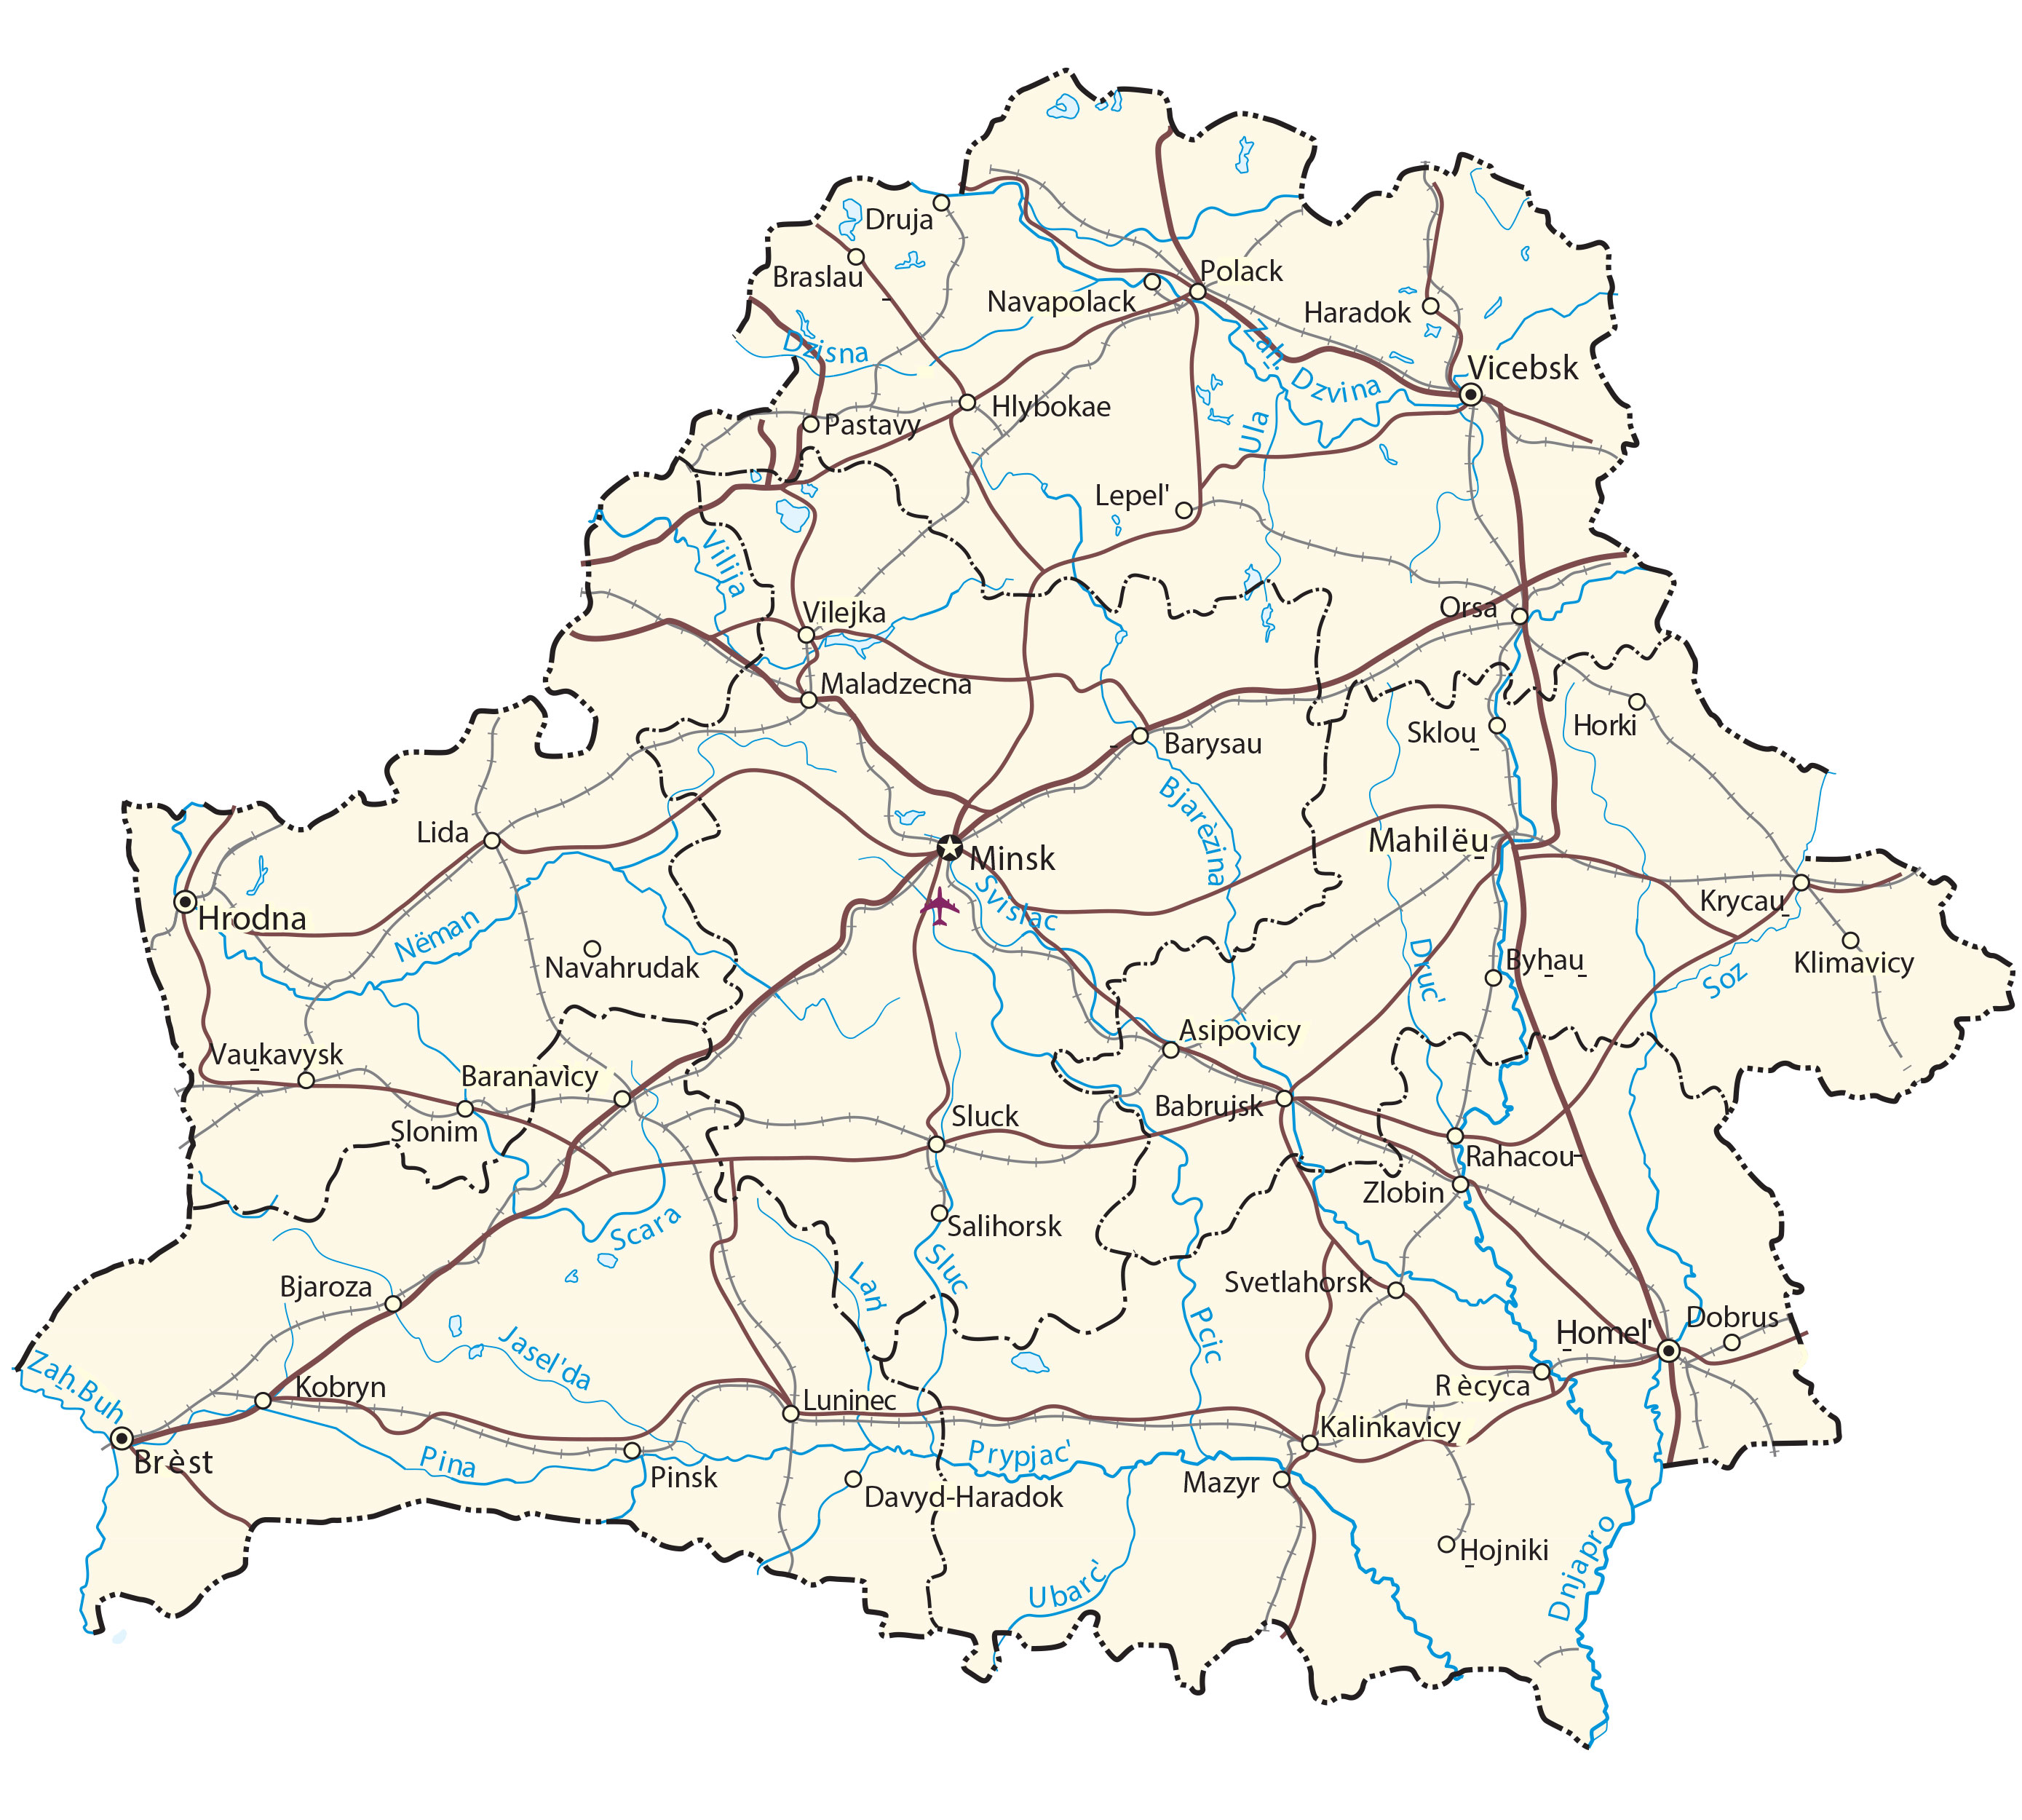 Druja
Braslau
Polack
Navapolack
Haradok
Zah.
Dzvina
Dzisna
Vicebsk
Hlybokae
Pastavy
Ula
Lepel'
Vilija
Vilejka
Orsa
Maladzecna
Sklou
Horki
Barysau
Bjarèzina
Lida
Mahilëu
Minsk
Svislac
Krycau
Hrodna
Nëman
Navahrudak
Druc'
Byhau
Soz
Klimavicy
Asipovicy
Vaukavysk
Baranavicy
Babrujsk
Slonim
Sluck
Rahacou
Zlobin
Scara
Salihorsk
Sluc
Lan
Bjaroza
Svetlahorsk
Pcic
Homel'
Dobrus
Jasel'da
Zah.Buh
Kobryn
Luninec
Rècyca
Kalinkavicy
Brèst
Pina
Pinsk
Prypjac'
Mazyr
Davyd-Haradok
Hojniki
Dnjapro
Ubarc'